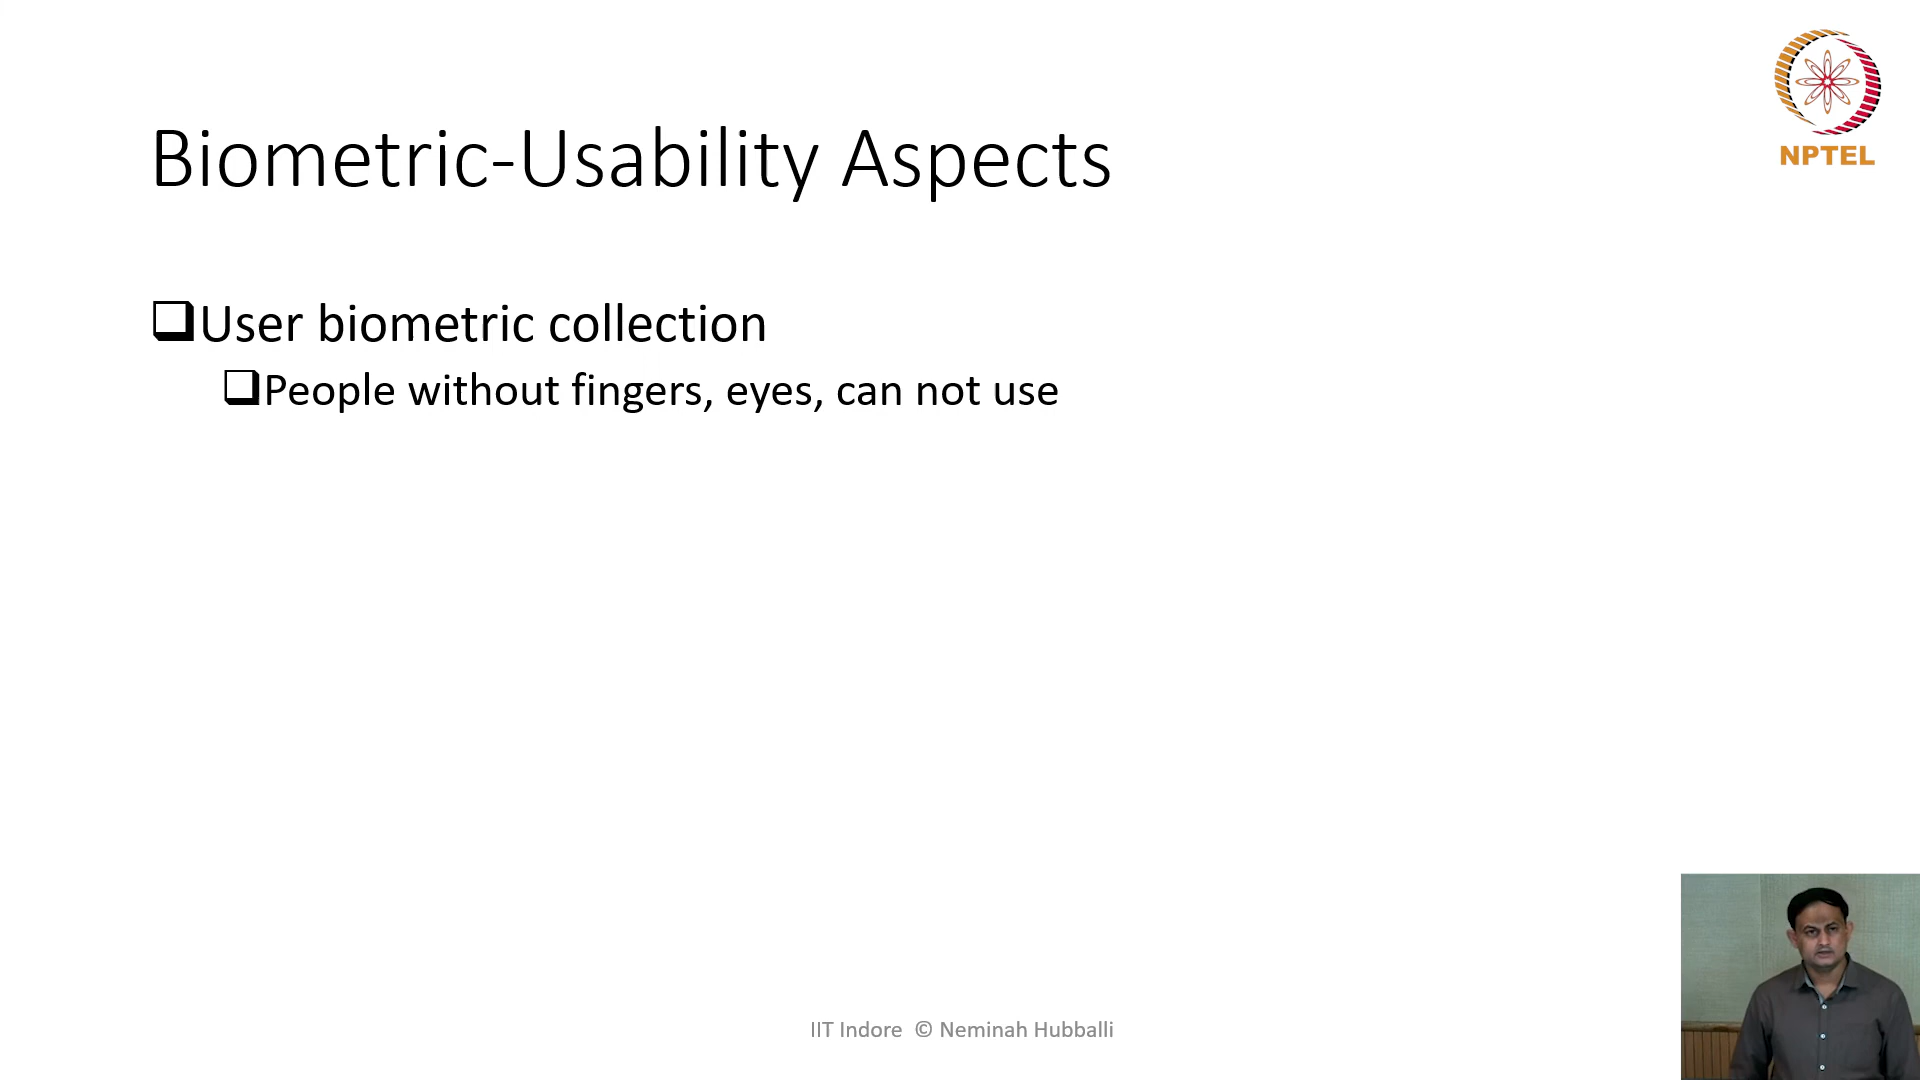 NPTEL
Biometric-Usability Aspects
User biometric collection
People without fingers, eyes, can not use
IIT Indore © Neminah Hubballi